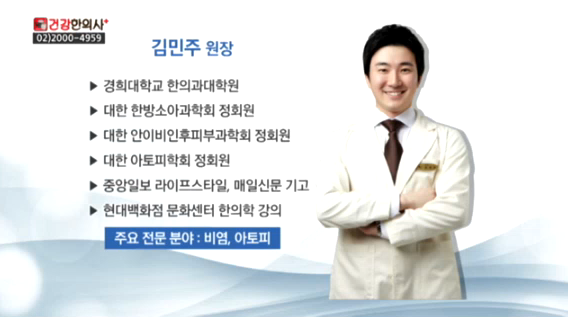 건강한의사+
02)2000-4959
김민주 원장
▶ 경희대학교 한의과대학원
▶ 대한 한방소아과학회 정회원
▶ 대한 안이비인후피부과학회 정회원
▶ 대한 아토피학회 정회원
▶ 중앙일보 라이프스타일, 매일신문 기고
▶ 현대백화점 문화센터 한의학 강의
주요 전문 분야 : 비염, 아토피